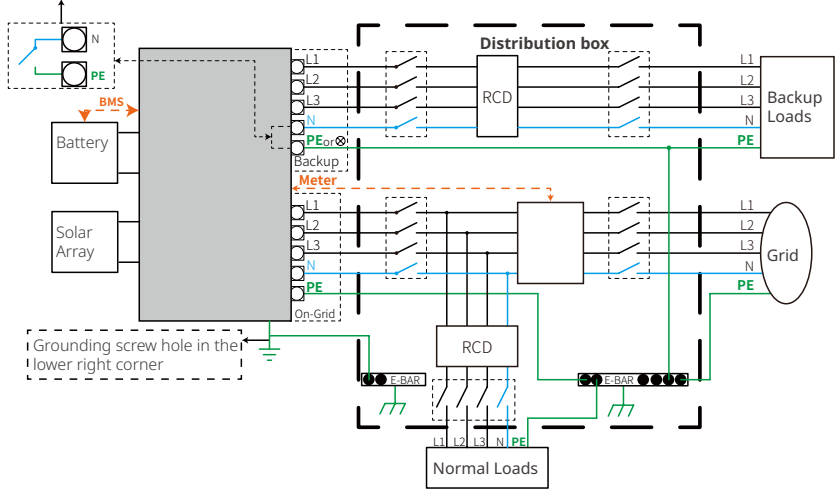 N
PE
BMS
Battery
Solar
Array
L1
L2
L3
N
PEor⊗
Backup
Meter
L1
L2
L3
N
PE
On-Grid
Distribution box
RCD
L1
L2
L3
N
PE
Backup
Loads
L1
L2
L3
N
PE
Grid
Grounding screw hole in the
lower right corner
E-BAR
RCD
E-BAR
L1 L2 L3 N PE
Normal Loads